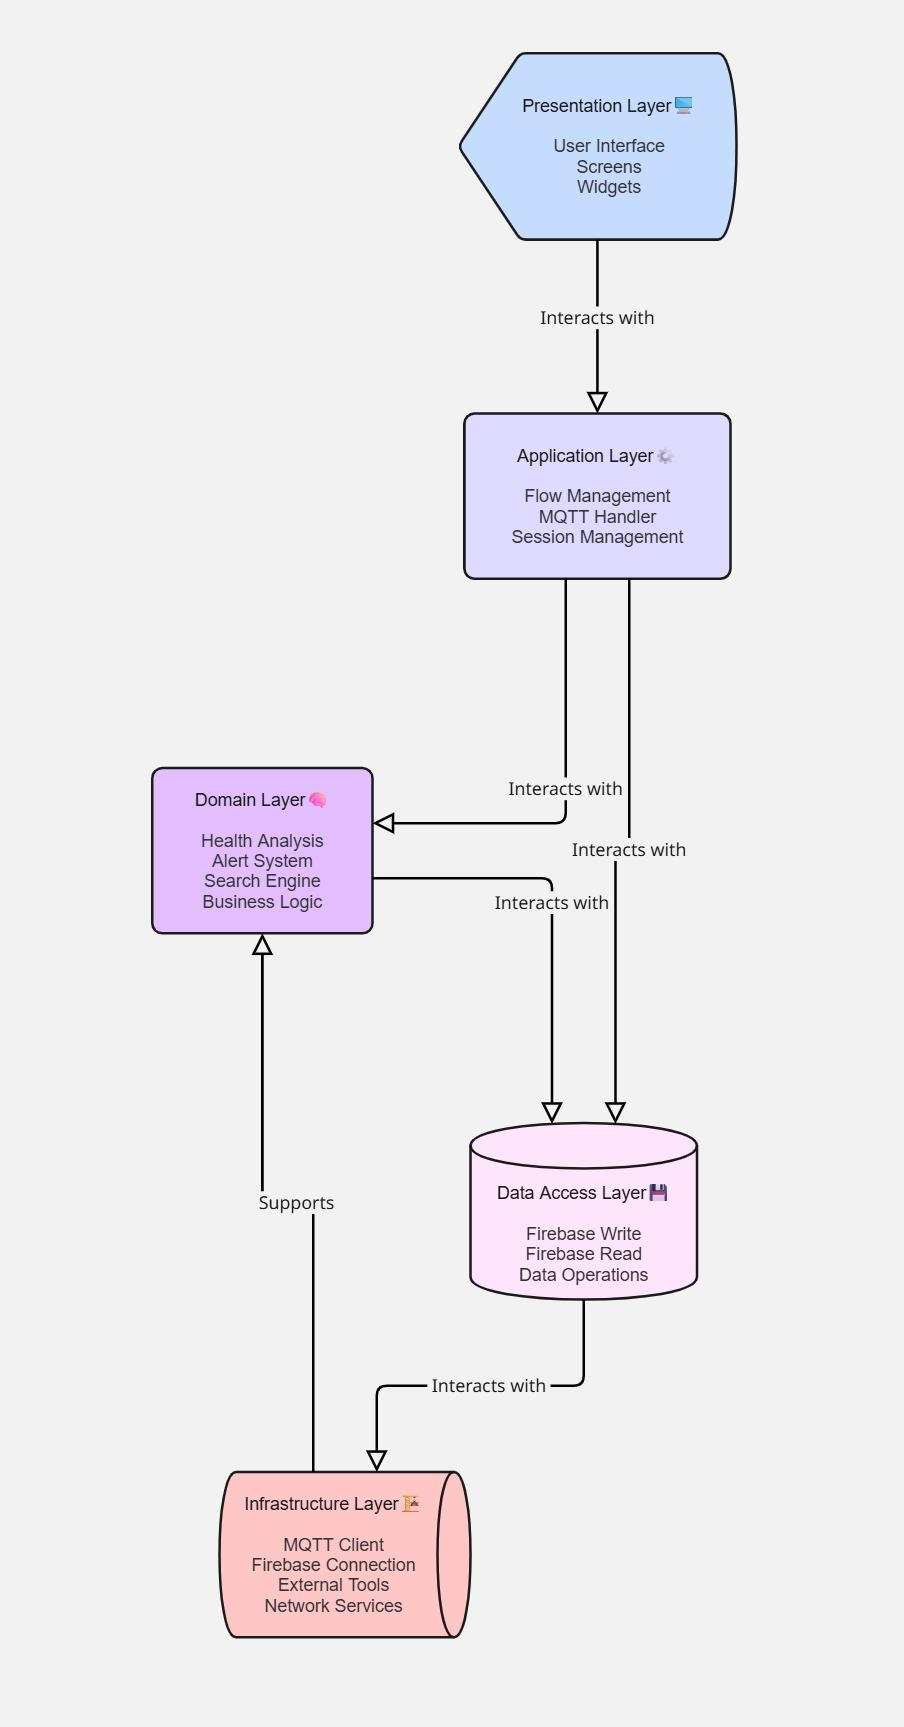 Presentation Layer
User Interface
Screens
Widgets
Interacts with
Application Layer
Flow Management
MQTT Handler
Session Management
Interacts with
Domain Layer
Health Analysis
Alert System
Search Engine
Business Logic
Interacts with
Interacts with
Data Access Layer
Firebase Write
Firebase Read
Data Operations
Supports
Interacts with
Infrastructure Layer
MQTT Client
Firebase Connection
External Tools
Network Services